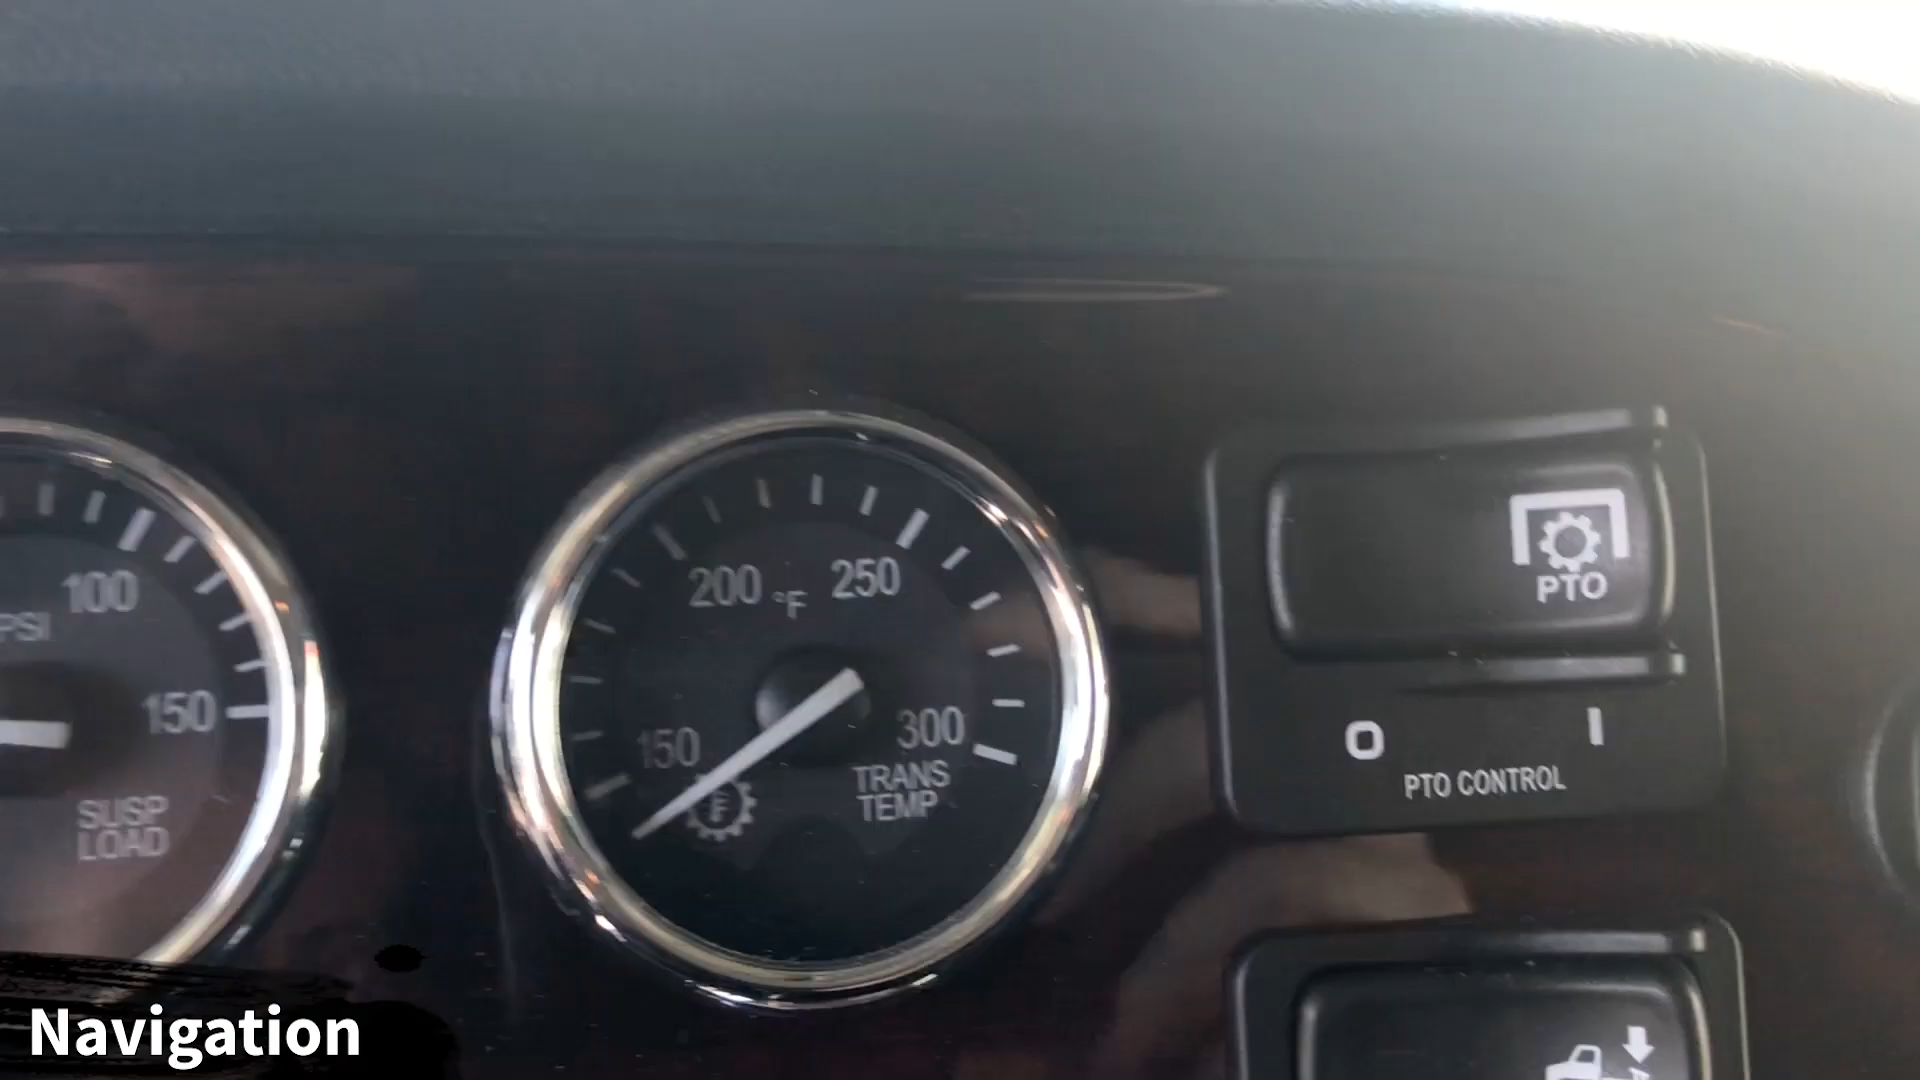 100
PSI
150
SUSP
LOAD
200
°F
250
150
300
F
TRANS
TEMP
PTO
O
I
PTO CONTROL
Navigation